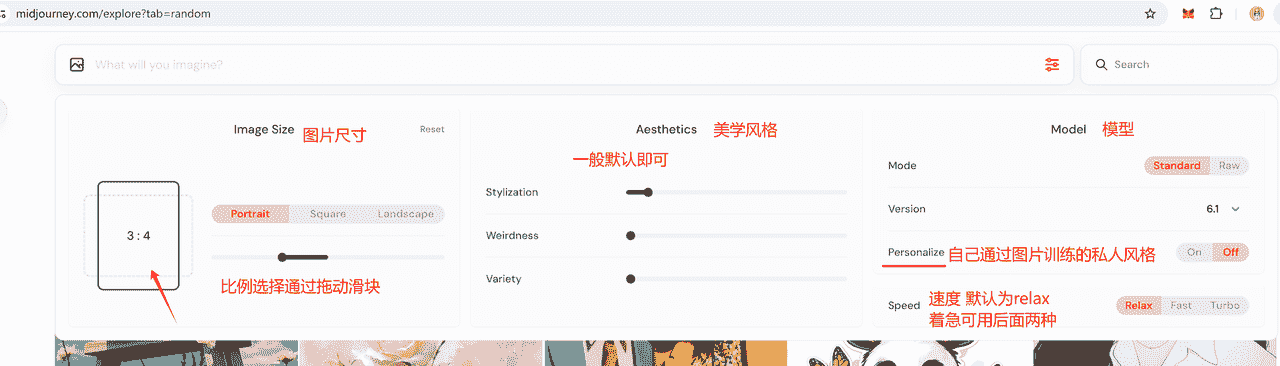 midjourney.com/explore?tab=random
What will you imagine?
Search
Image Size 图片尺寸
Reset
3 : 4
Portrait Square Landscape
比例选择通过拖动滑块
Aesthetics 美学风格
一般默认即可
Stylization
Weirdness
Variety
Model 模型
Mode Standard Raw
Version 6.1
Personalize 自己通过图片训练的私人风格 On Off
Speed 速度 默认为relax Relax Fast Turbo
着急可用后面两种